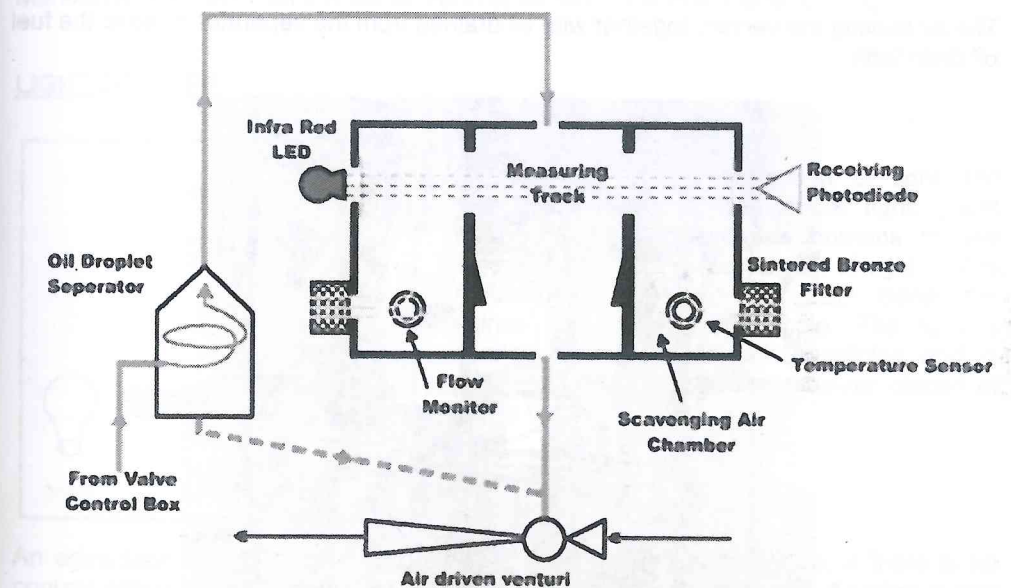 of
Infra Red
LED
Measuring
Track
Receiving
Photodiode
Oil Droplet
Seperator
Sintered Bronze
Filter
Flow
Monitor
Temperature Sensor
Scavenging Air
Chamber
From Valve
Control Box
Air driven venturi